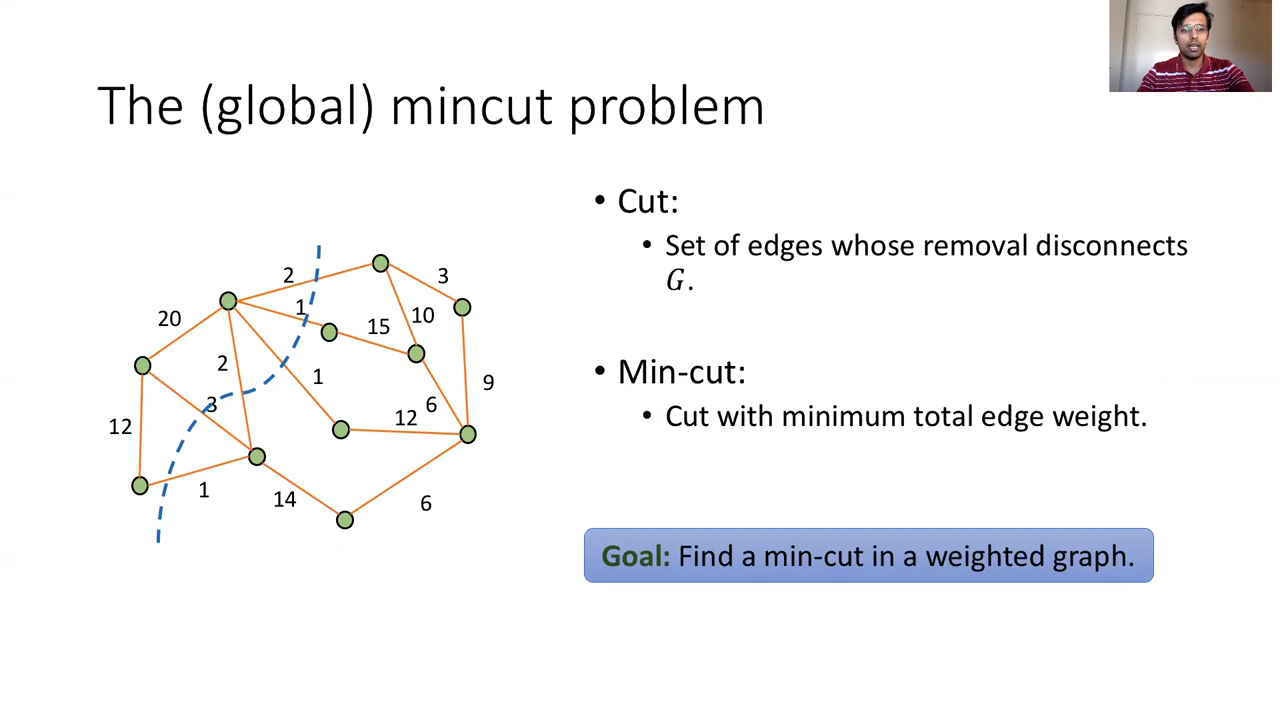 The (global) mincut problem
• Cut:
• Set of edges whose removal disconnects
G.
• Min-cut:
• Cut with minimum total edge weight.
Goal: Find a min-cut in a weighted graph.
2
3
1
20
15
10
2
1
9
3
6
12
12
1
14
6